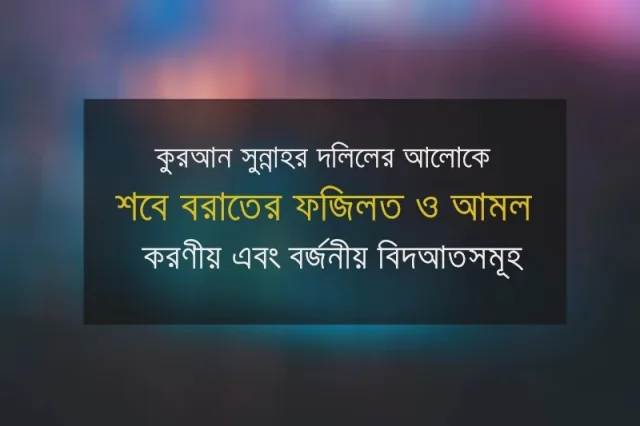 কুরআন সুন্নাহর দলিলের আলোকে
শবে বরাতের ফজিলত ও আমল
করণীয় এবং বর্জনীয় বিদআতসমূহ